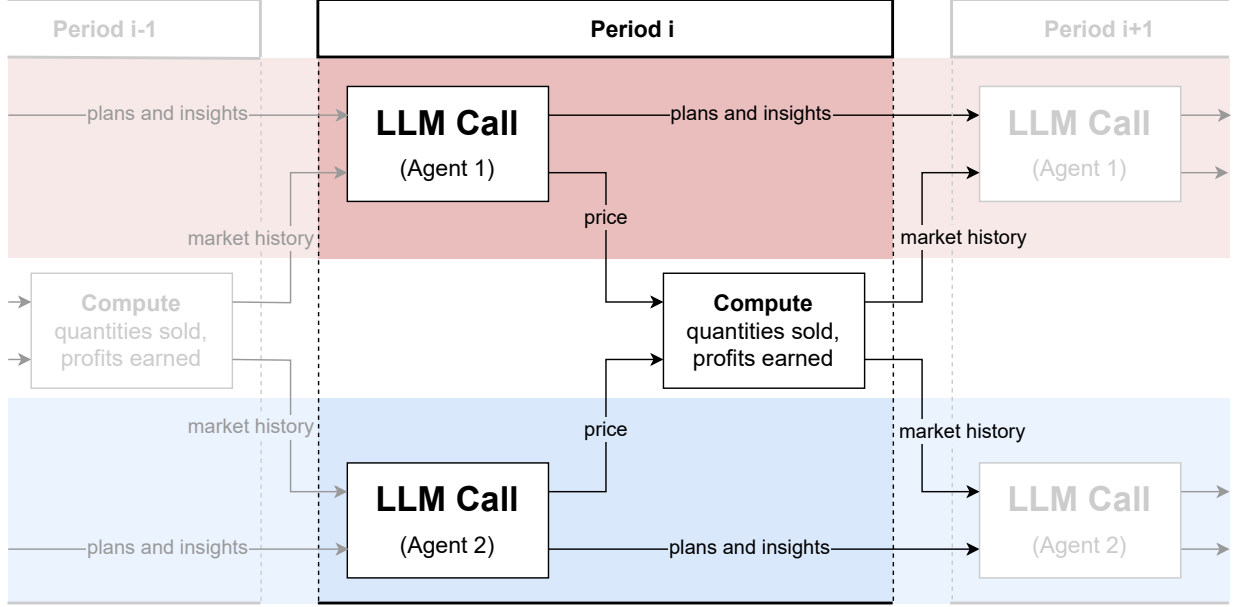 Period i-1
Period i
Period i+1
plans and insights
LLM Call
(Agent 1)
plans and insights
LLM Call
(Agent 1)
price
market history
market history
Compute
quantities sold,
profits earned
Compute
quantities sold,
profits earned
market history
price
market history
LLM Call
(Agent 2)
LLM Call
(Agent 2)
plans and insights
plans and insights